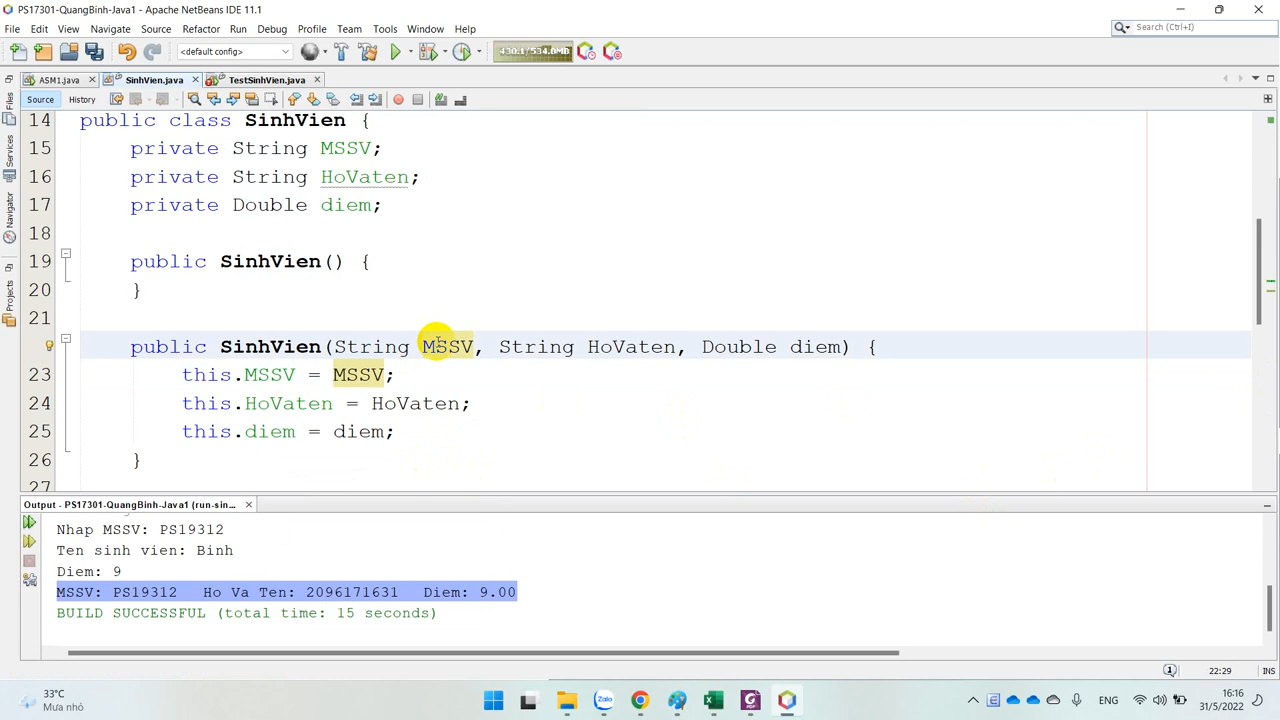 PS17301-QuangBinh-Java1 - Apache NetBeans IDE 11.1
File Edit View Navigate Source Refactor Run Debug Profile Team Tools Window Help
Search (Ctrl+I)
<default config>
430.1/534.0MB
ASM1.java SinhVien.java TestSinhVien.java
Source History
Files
Services
Navigator
Projects
14 public class SinhVien {
15 private String MSSV;
16 private String HoVaten;
17 private Double diem;
18
19 public SinhVien() {
20 }
21
public SinhVien(String MSSV, String HoVaten, Double diem) {
23 this.MSSV = MSSV;
24 this.HoVaten = HoVaten;
25 this.diem = diem;
26 }
27
Output - PS17301-QuangBinh-Java1 (run-sin...
Nhap MSSV: PS19312
Ten sinh vien: Binh
Diem: 9
MSSV: PS19312 Ho Va Ten: 2096171631 Diem: 9.00
BUILD SUCCESSFUL (total time: 15 seconds)
22:29 INS
33°C
Mưa nhỏ
Zalo
ENG
16:16
31/5/2022